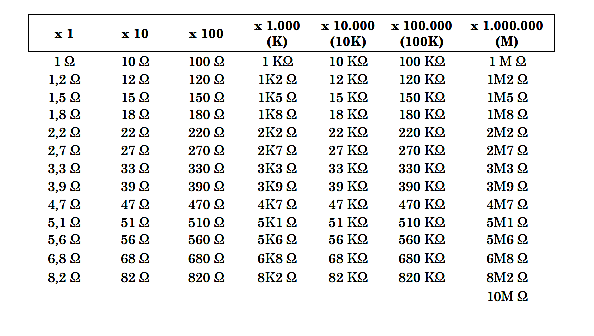 x 1 x 10 x 100 x 1.000 (K) x 10.000 (10K) x 100.000 (100K) x 1.000.000 (M)
1 Ω 10 Ω 100 Ω 1 KΩ 10 KΩ 100 KΩ 1 M Ω
1,2 Ω 12 Ω 120 Ω 1K2 Ω 12 KΩ 120 KΩ 1M2 Ω
1,5 Ω 15 Ω 150 Ω 1K5 Ω 15 KΩ 150 KΩ 1M5 Ω
1,8 Ω 18 Ω 180 Ω 1K8 Ω 18 KΩ 180 KΩ 1M8 Ω
2,2 Ω 22 Ω 220 Ω 2K2 Ω 22 KΩ 220 KΩ 2M2 Ω
2,7 Ω 27 Ω 270 Ω 2K7 Ω 27 KΩ 270 KΩ 2M7 Ω
3,3 Ω 33 Ω 330 Ω 3K3 Ω 33 KΩ 330 KΩ 3M3 Ω
3,9 Ω 39 Ω 390 Ω 3K9 Ω 39 KΩ 390 KΩ 3M9 Ω
4,7 Ω 47 Ω 470 Ω 4K7 Ω 47 KΩ 470 KΩ 4M7 Ω
5,1 Ω 51 Ω 510 Ω 5K1 Ω 51 KΩ 510 KΩ 5M1 Ω
5,6 Ω 56 Ω 560 Ω 5K6 Ω 56 KΩ 560 KΩ 5M6 Ω
6,8 Ω 68 Ω 680 Ω 6K8 Ω 68 KΩ 680 KΩ 6M8 Ω
8,2 Ω 82 Ω 820 Ω 8K2 Ω 82 KΩ 820 KΩ 8M2 Ω
10M Ω